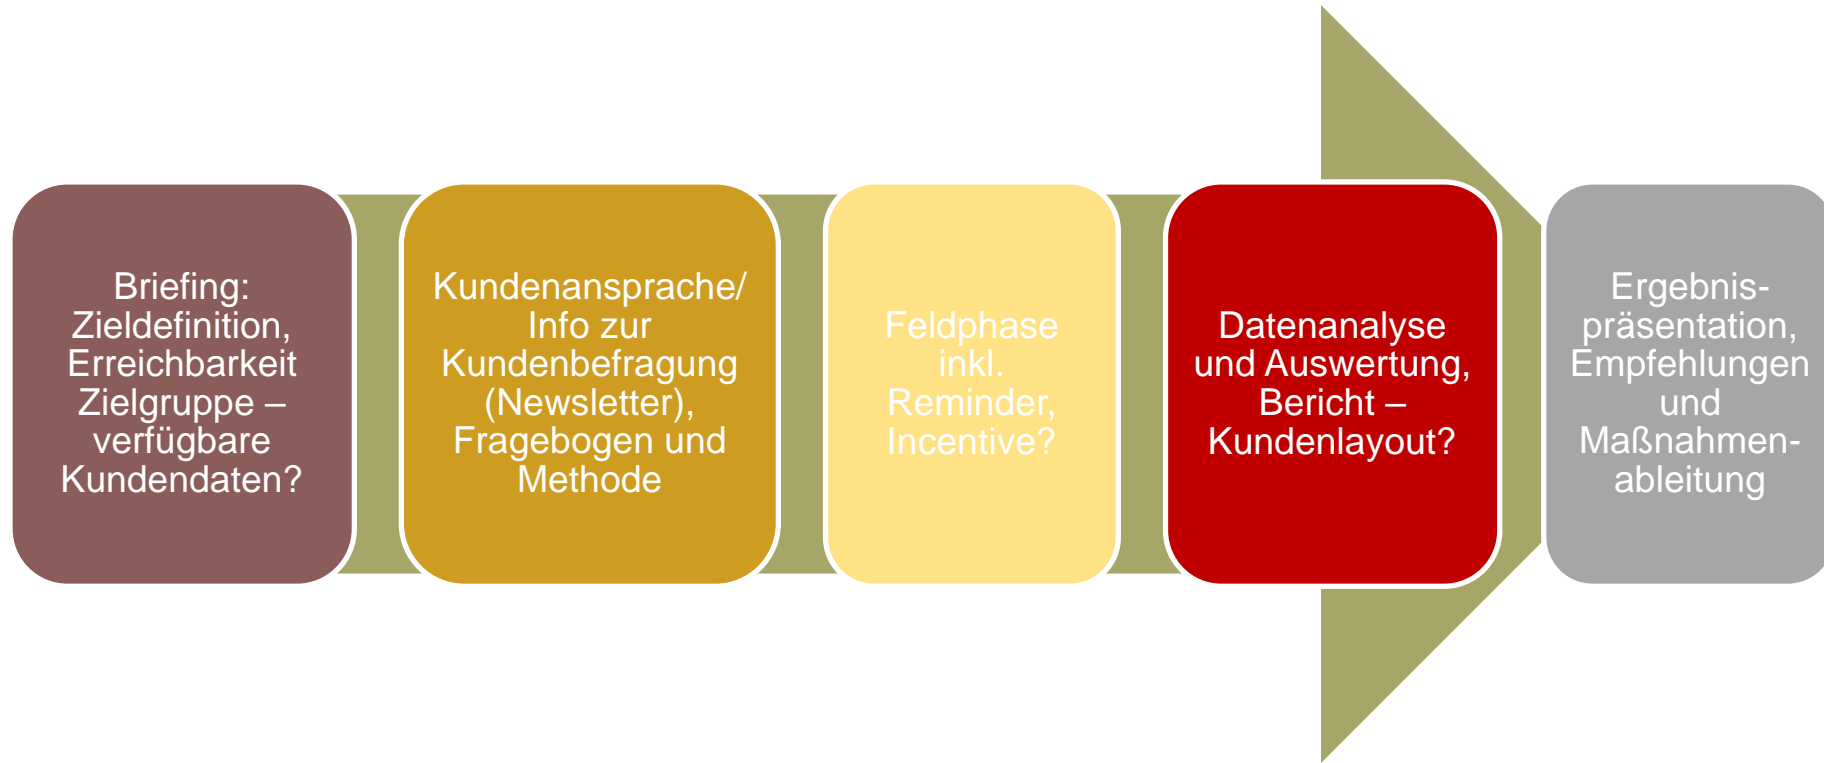 Briefing:
Zieldefinition,
Erreichbarkeit
Zielgruppe –
verfügbare
Kundendaten?
Kundenansprache/
Info zur
Kundenbefragung
(Newsletter),
Fragebogen und
Methode
Feldphase
inkl.
Reminder,
Incentive?
Datenanalyse
und Auswertung,
Bericht –
Kundenlayout?
Ergebnis-
präsentation,
Empfehlungen
und
Maßnahmen-
ableitung